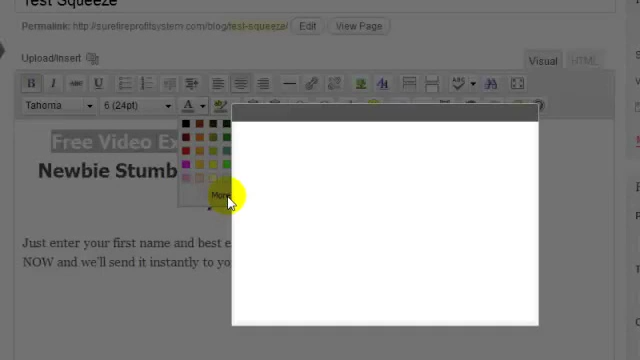 Test Squeeze
Permalink: http://surefireprofitsystem.com/blog/test-squeeze/ Edit View Page
Upload/Insert Visual HTML
B I ABC U ABC
Tahoma 6 (24pt) A
Free Video Ex
Newbie Stumb
More
Just enter your first name and best e
NOW and we'll send it instantly to yo